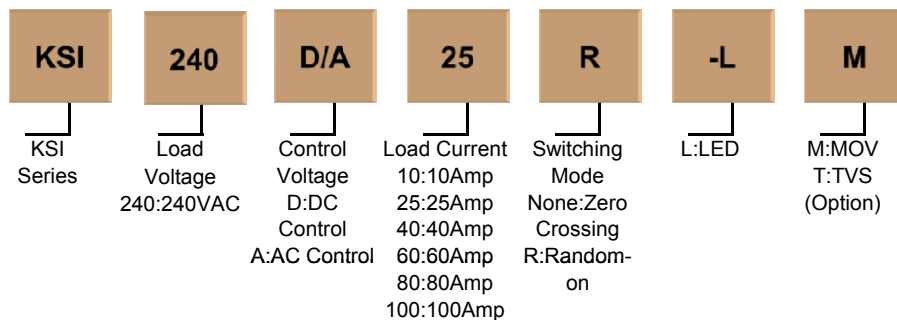 KSI 240 D/A 25 R -L M
KSI
Series
Load
Voltage
240:240VAC
Control
Voltage
D:DC
Control
A:AC Control
Load Current
10:10Amp
25:25Amp
40:40Amp
60:60Amp
80:80Amp
100:100Amp
Switching
Mode
None:Zero
Crossing
R:Random-
on
L:LED
M:MOV
T:TVS
(Option)